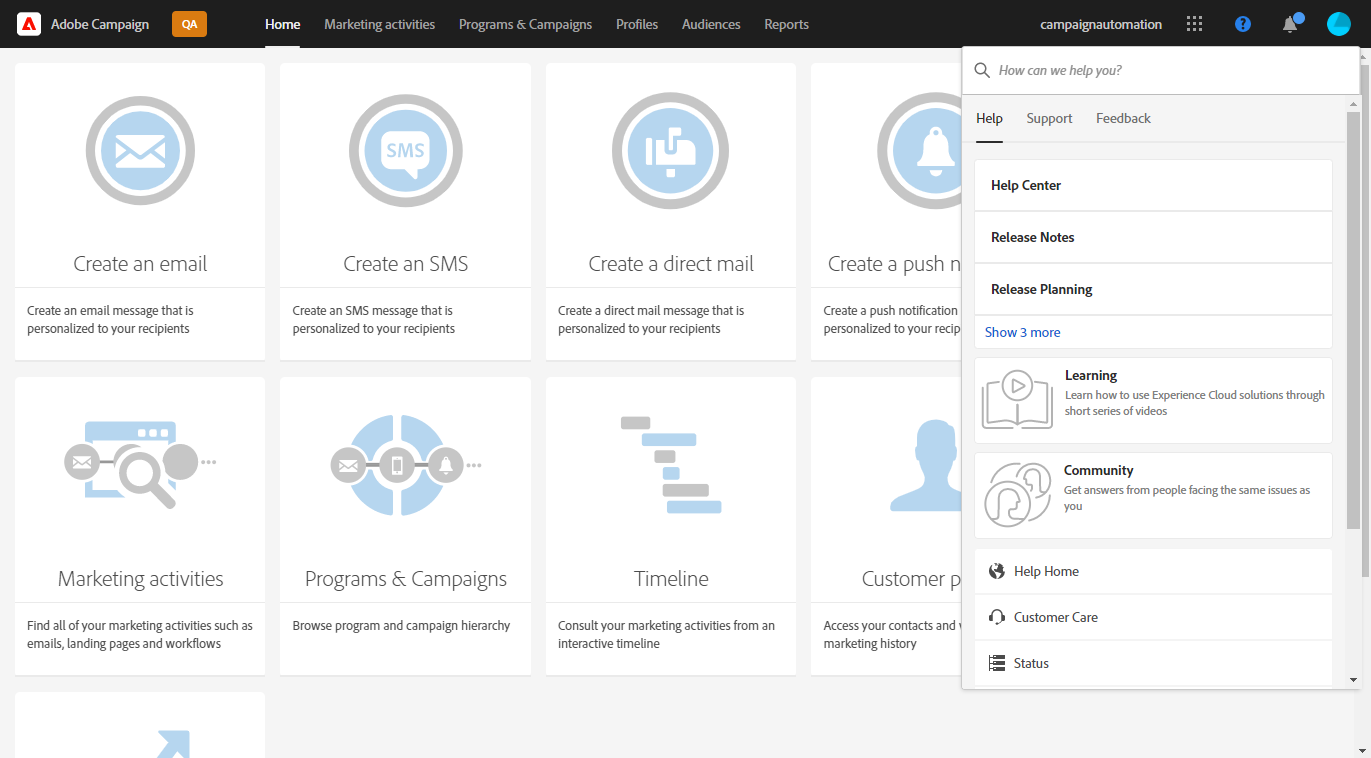 Adobe Campaign QA Home Marketing activities Programs & Campaigns Profiles Audiences Reports campaignautomation ?
How can we help you?
Help Support Feedback
Help Center
Release Notes
Release Planning
Show 3 more
Learning
Learn how to use Experience Cloud solutions through
short series of videos
Community
Get answers from people facing the same issues as
you
Help Home
Customer Care
Status
Create an email
Create an email message that is
personalized to your recipients
SMS
Create an SMS
Create an SMS message that is
personalized to your recipients
Create a direct mail
Create a direct mail message that is
personalized to your recipients
Create a push n
Create a push notification
personalized to your recip
Marketing activities
Find all of your marketing activities such as
emails, landing pages and workflows
Programs & Campaigns
Browse program and campaign hierarchy
Timeline
Consult your marketing activities from an
interactive timeline
Customer p
Access your contacts and
marketing history